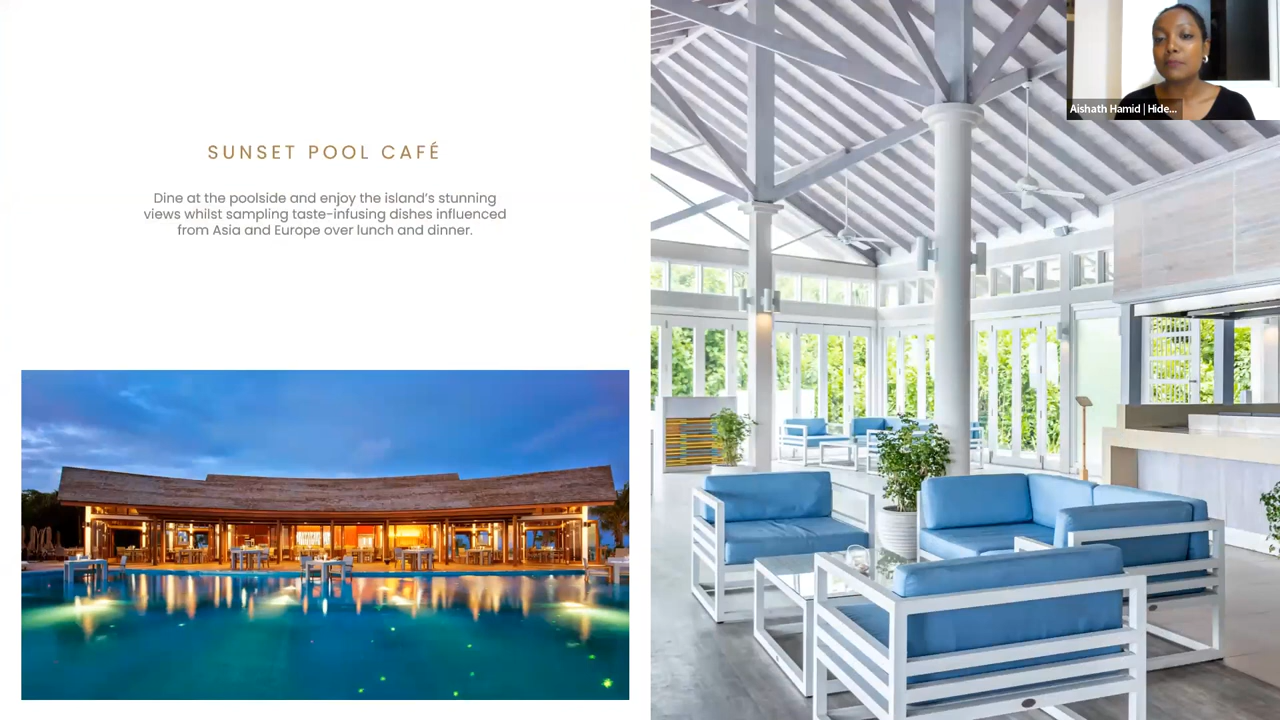 SUNSET POOL CAFÉ
Dine at the poolside and enjoy the island's stunning
views whilst sampling taste-infusing dishes influenced
from Asia and Europe over lunch and dinner.
Aishath Hamid | Hide...